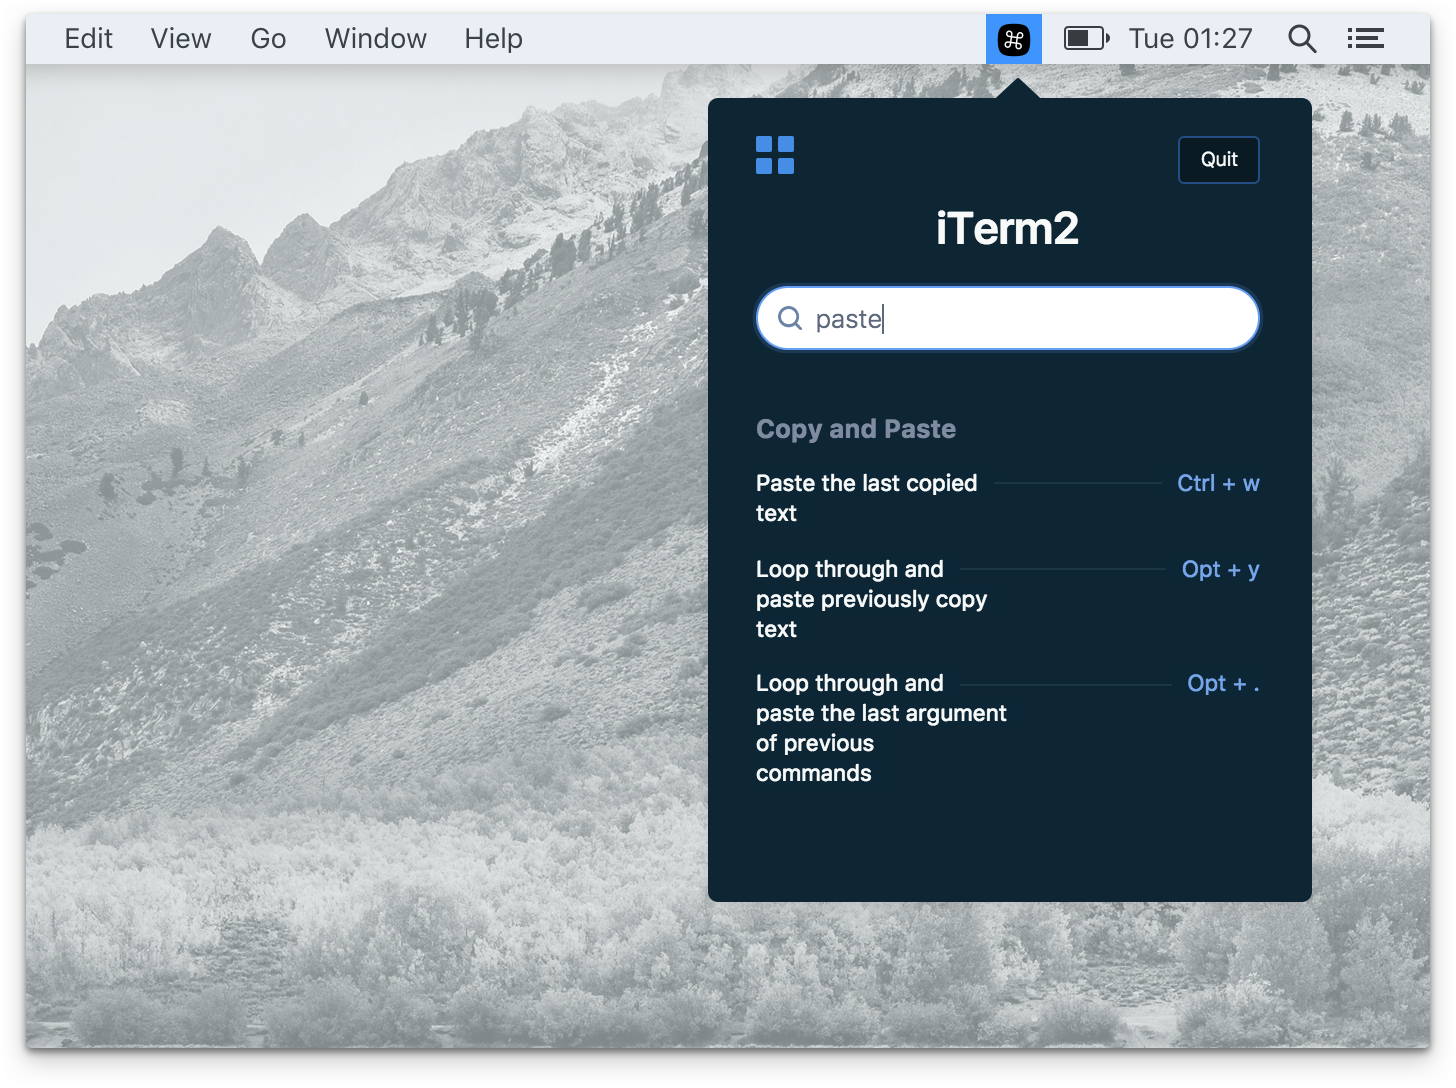 Edit View Go Window Help Tue 01:27
Quit
iTerm2
paste
Copy and Paste
Paste the last copied Ctrl + w
text
Loop through and Opt + y
paste previously copy
text
Loop through and Opt + .
paste the last argument
of previous
commands